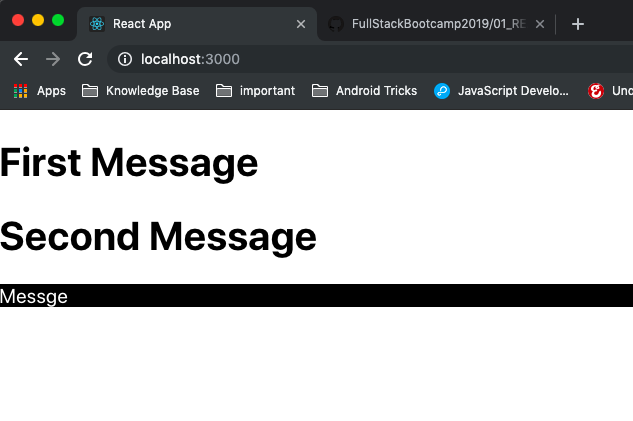 React App
FullStackBootcamp2019/01_RE
localhost:3000
Apps Knowledge Base important Android Tricks JavaScript Develo... Und
First Message
Second Message
Messge